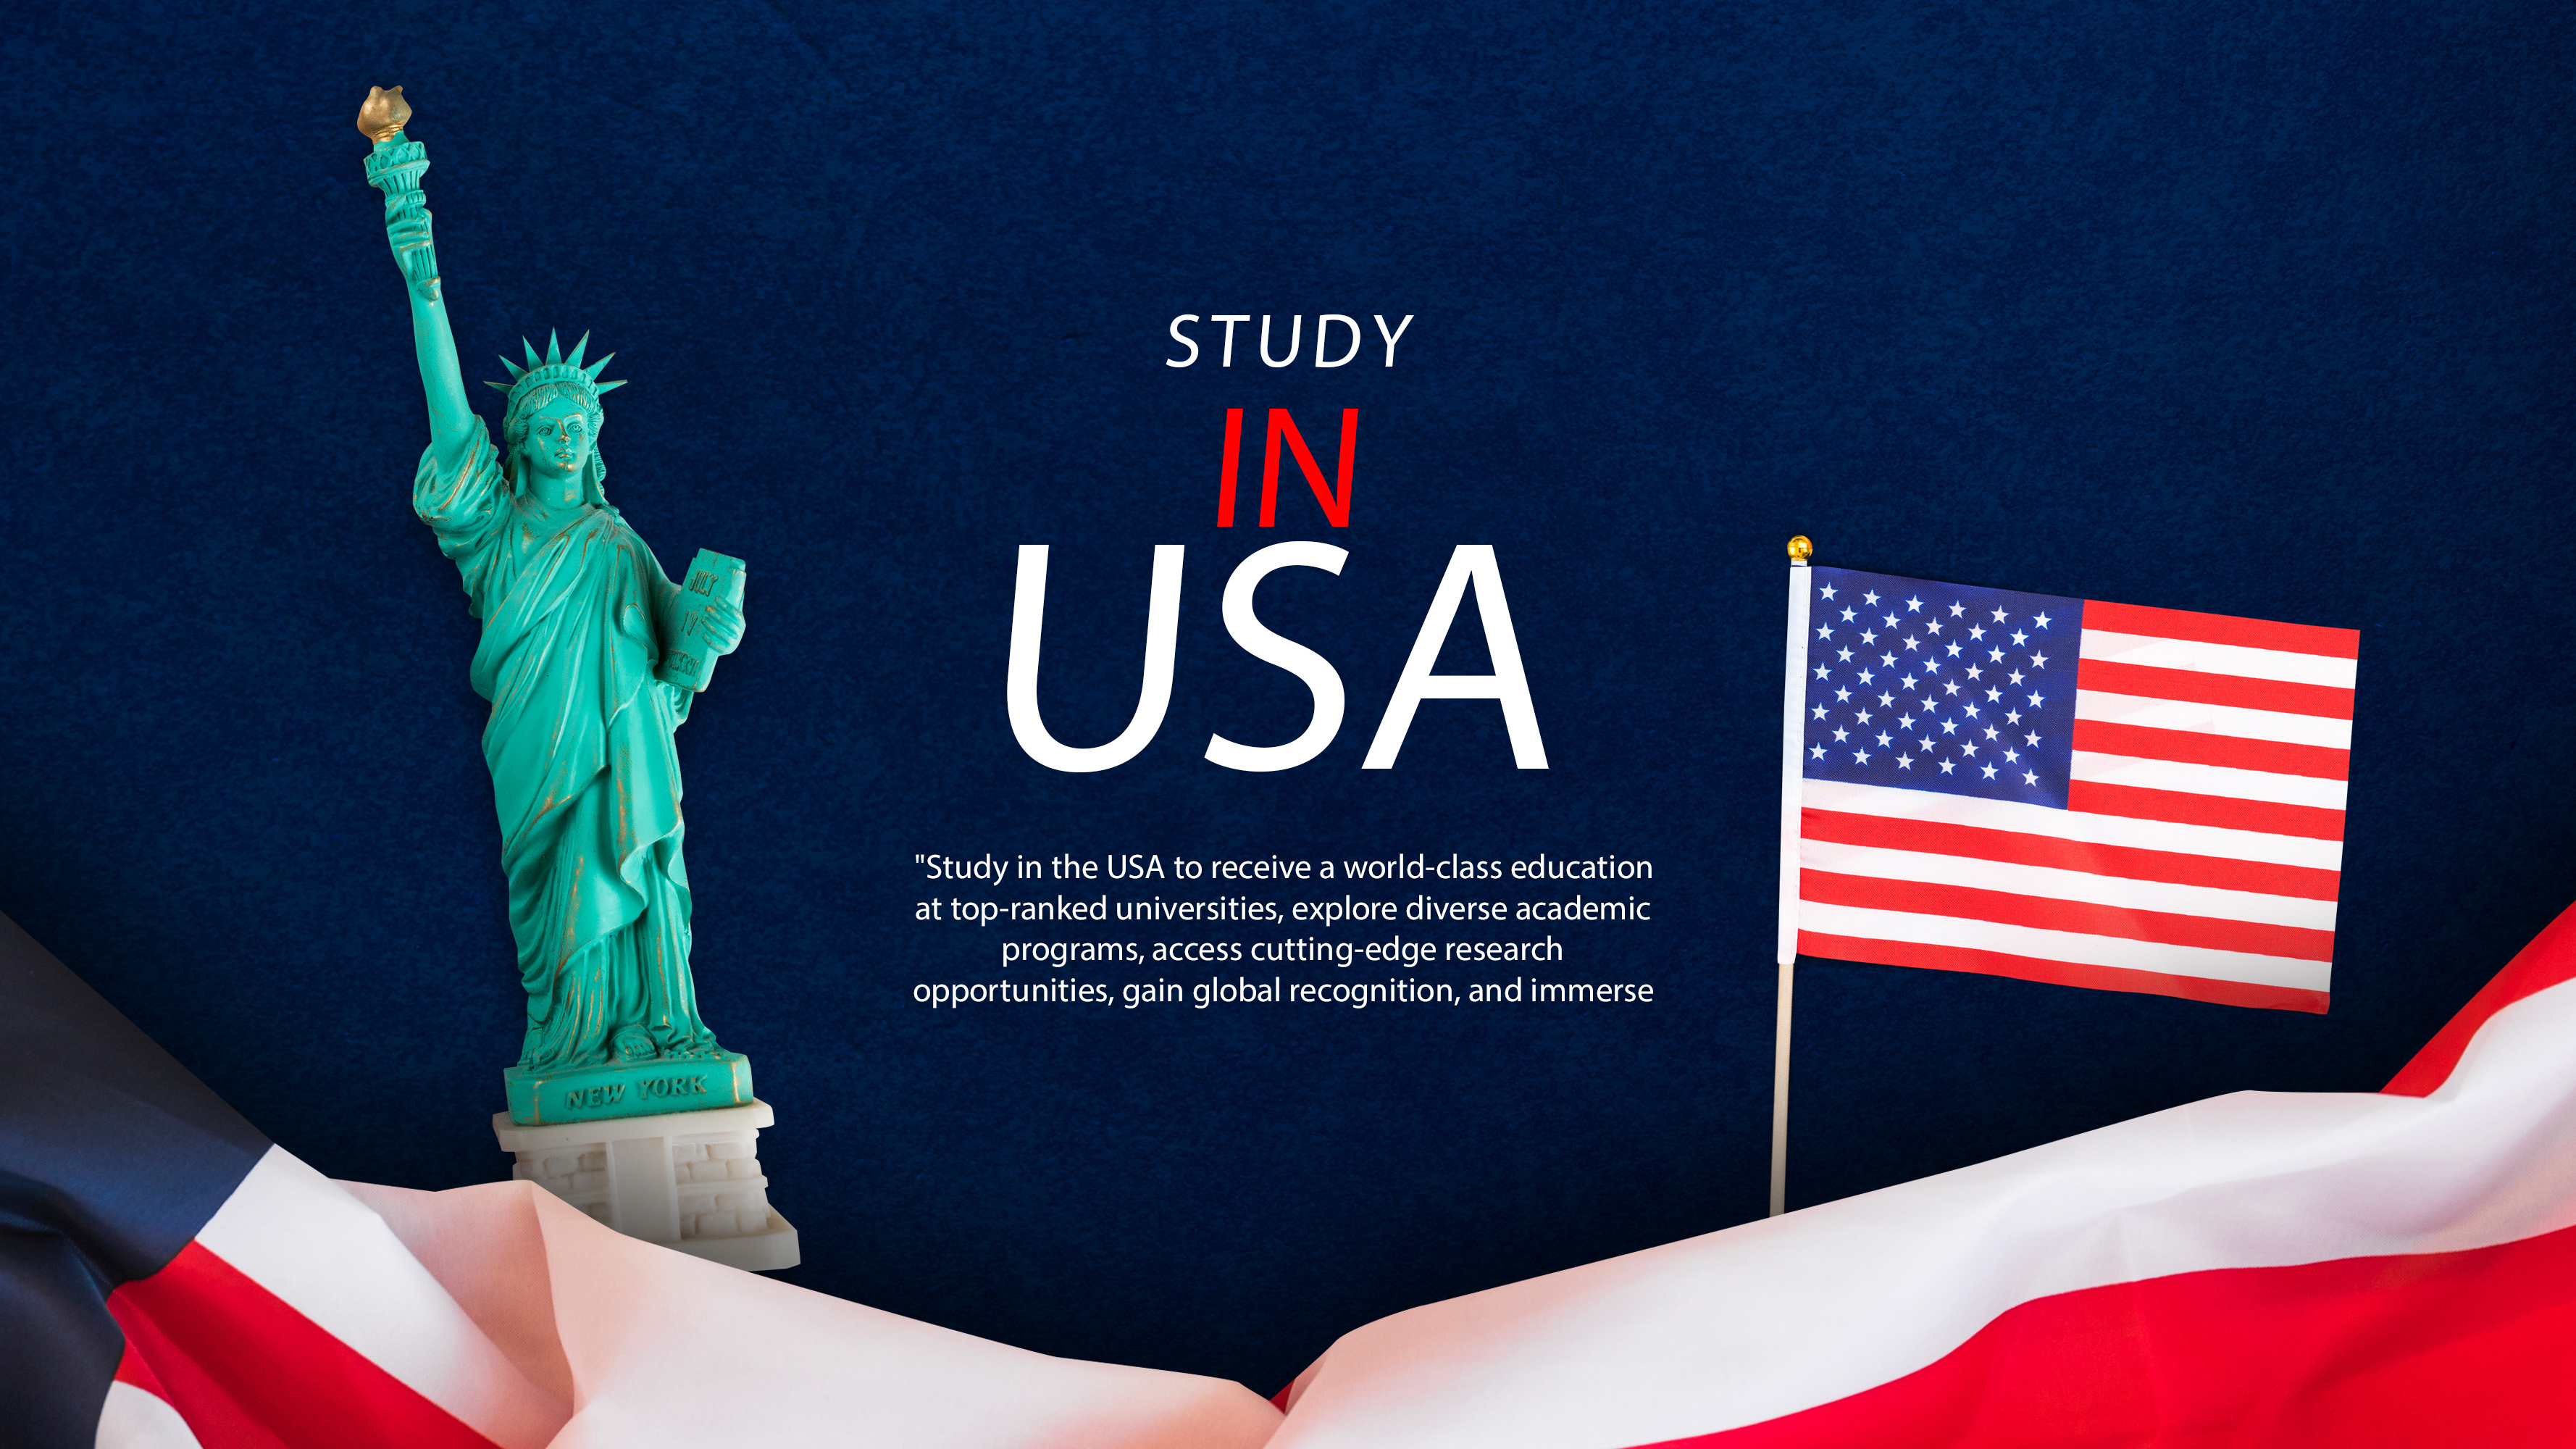 STUDY
IN
USA
"Study in the USA to receive a world-class education
at top-ranked universities, explore diverse academic
programs, access cutting-edge research
opportunities, gain global recognition, and immerse
JULY
NEW YORK